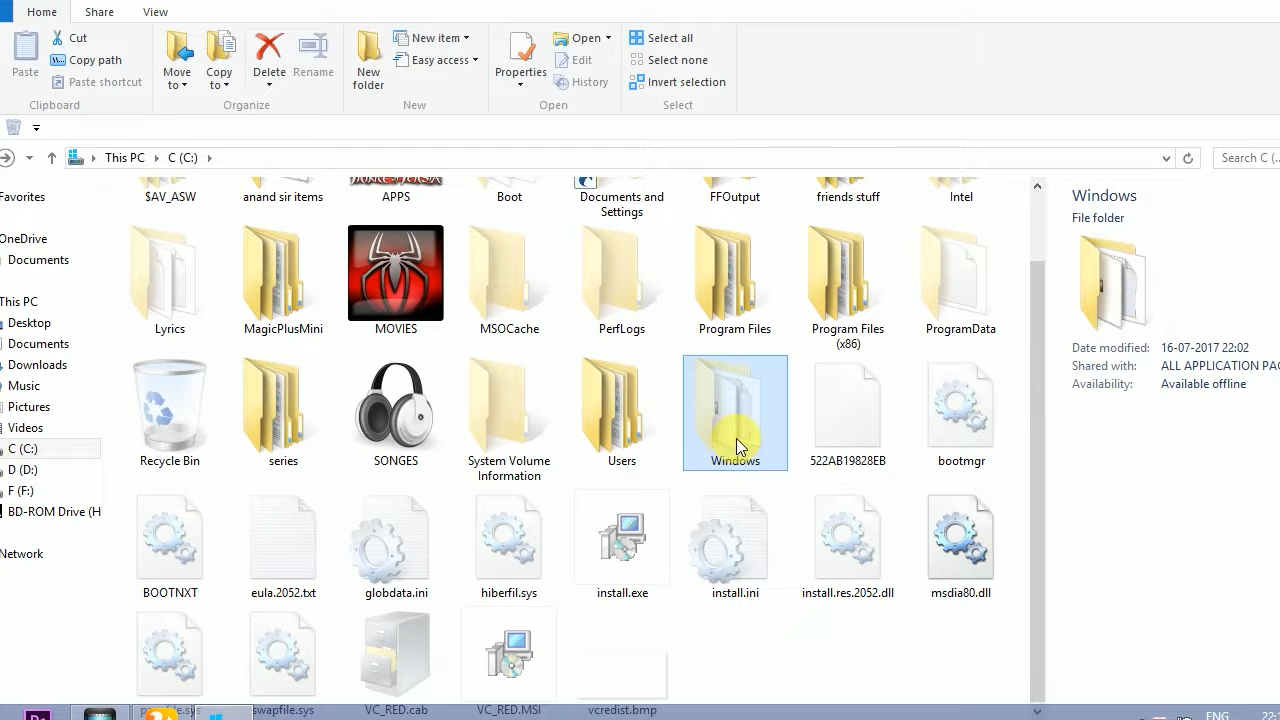 Home Share View
Cut
Copy path
Paste
Paste shortcut
Clipboard
Move to
Copy to
Delete
Rename
Organize
New folder
New item
Easy access
New
Properties
Open
Edit
History
Open
Select all
Select none
Invert selection
Select
This PC C (C:)
Search C (
Favorites
OneDrive
Documents
This PC
Desktop
Documents
Downloads
Music
Pictures
Videos
C (C:)
D (D:)
F (F:)
BD-ROM Drive (H
Network
$AV_ASW
anand sir items
APPS
Boot
Documents and
Settings
FFOutput
friends stuff
Intel
Lyrics
MagicPlusMini
MOVIES
MSOCache
PerfLogs
Program Files
Program Files
(x86)
ProgramData
Recycle Bin
series
SONGES
System Volume
Information
Users
Windows
522AB19828EB
bootmgr
BOOTNXT
eula.2052.txt
globdata.ini
hiberfil.sys
install.exe
install.ini
install.res.2052.dll
msdia80.dll
swapfile.sys
VC_RED.cab
VC_RED.MSI
vcredist.bmp
Windows
File folder
Date modified: 16-07-2017 22:02
Shared with: ALL APPLICATION PAC
Availability: Available offline
ENG